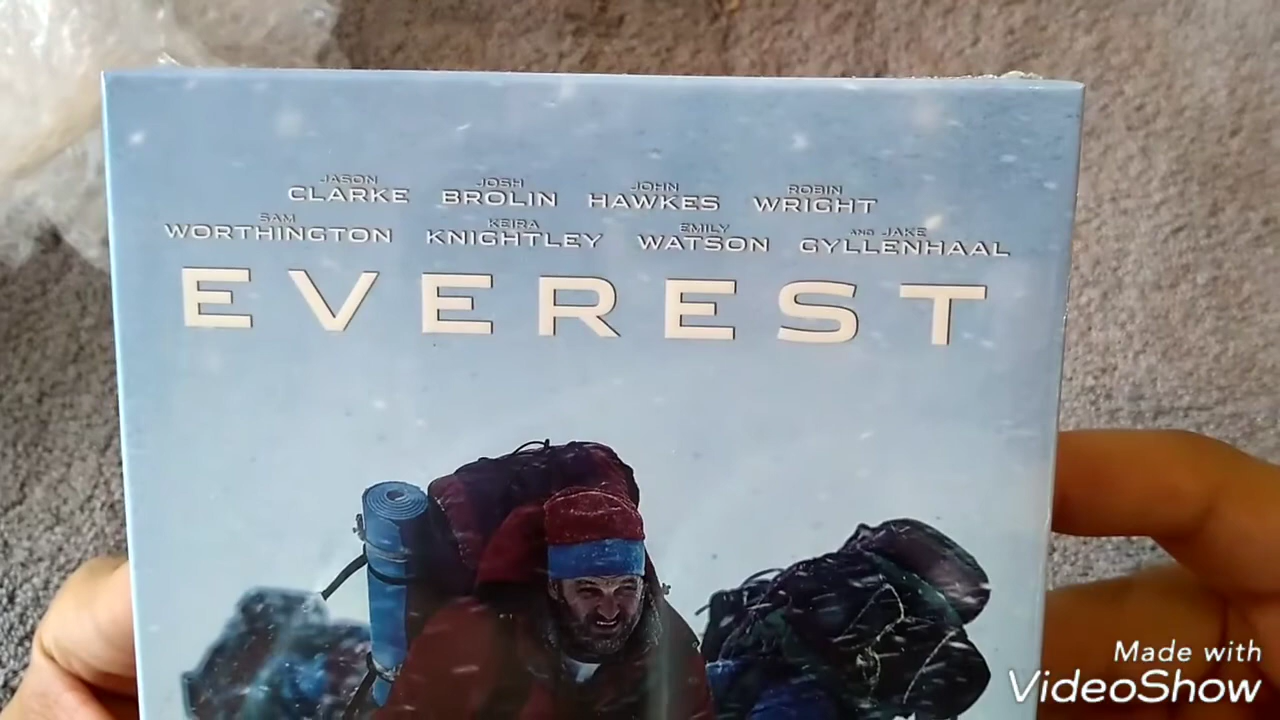 JASON JOSH JOHN ROBIN
CLARKE BROLIN HAWKES WRIGHT
SAM KEIRA EMILY AND JAKE
WORTHINGTON KNIGHTLEY WATSON GYLLENHAAL
EVEREST
Made with
VideoShow